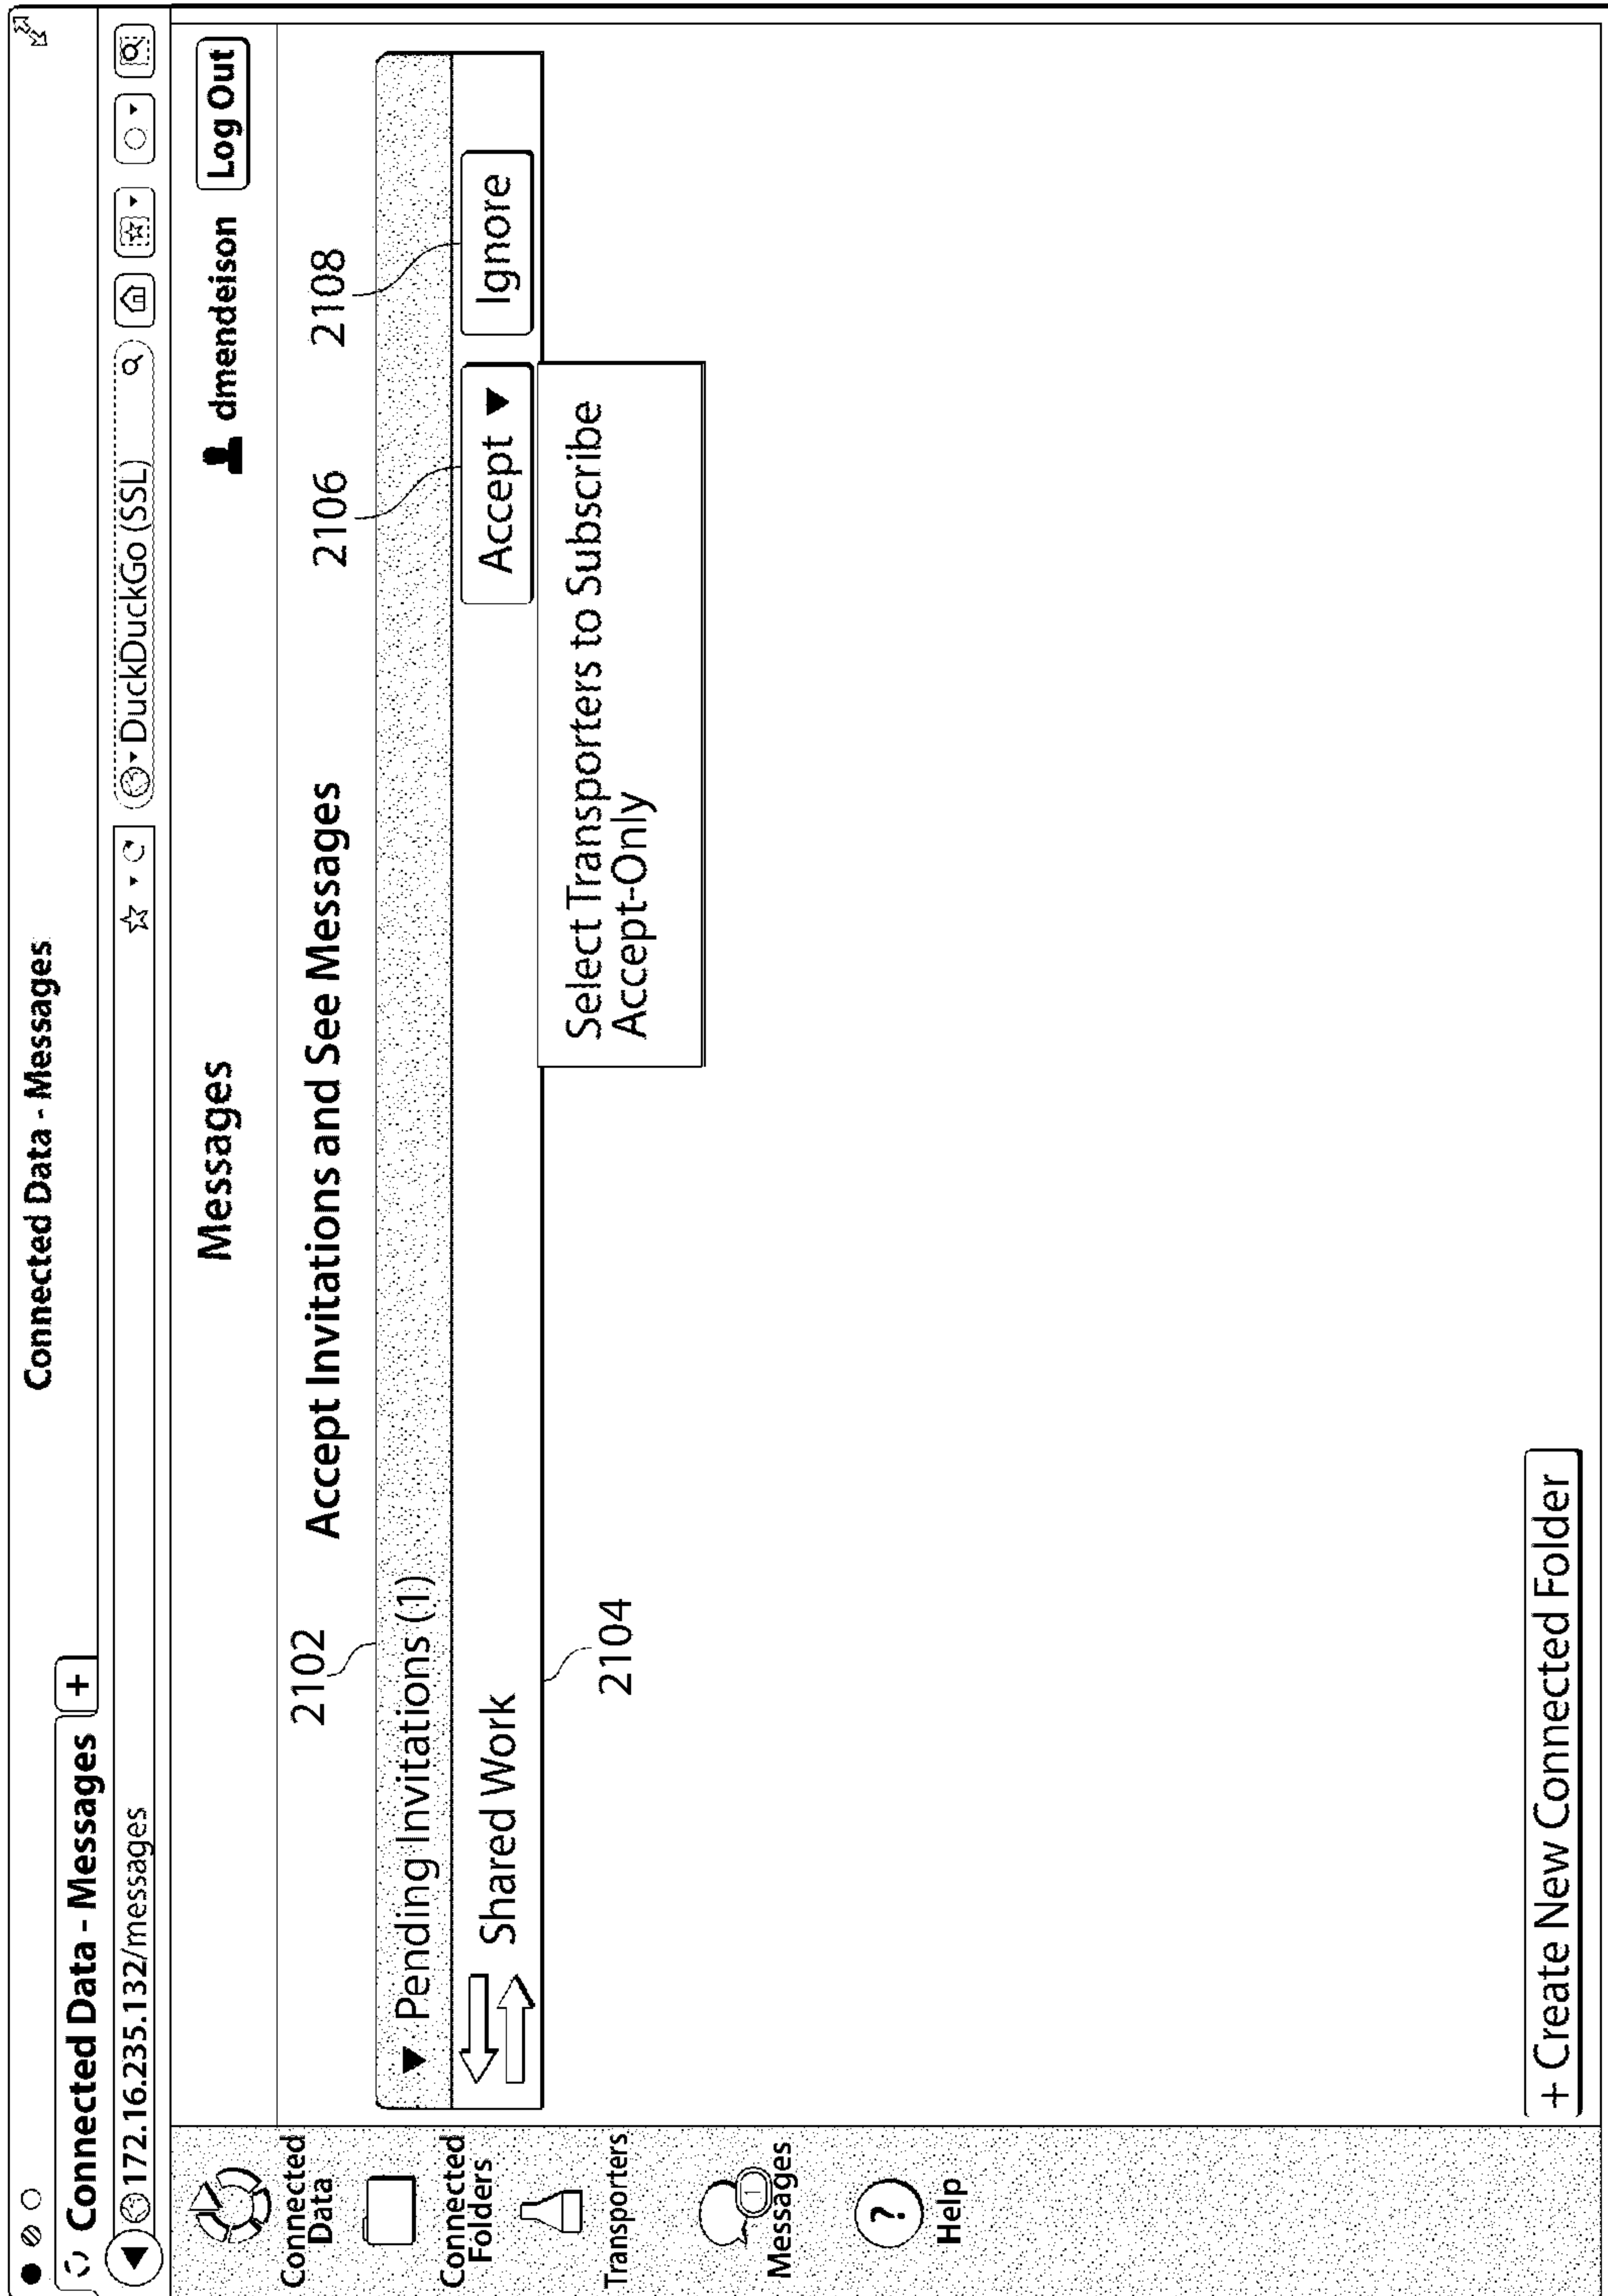 Connected Data - Messages
Connected Data - Messages +
172.16.235.132/messages
DuckDuckGo (SSL)
Messages
dmendeison
Log Out
Connected
Data
Connected
Folders
Transporters
1
Messages
?
Help
Accept Invitations and See Messages
2102
2106
2108
Pending Invitations (1)
Shared Work
Accept
Ignore
2104
Select Transporters to Subscribe
Accept-Only
+ Create New Connected Folder